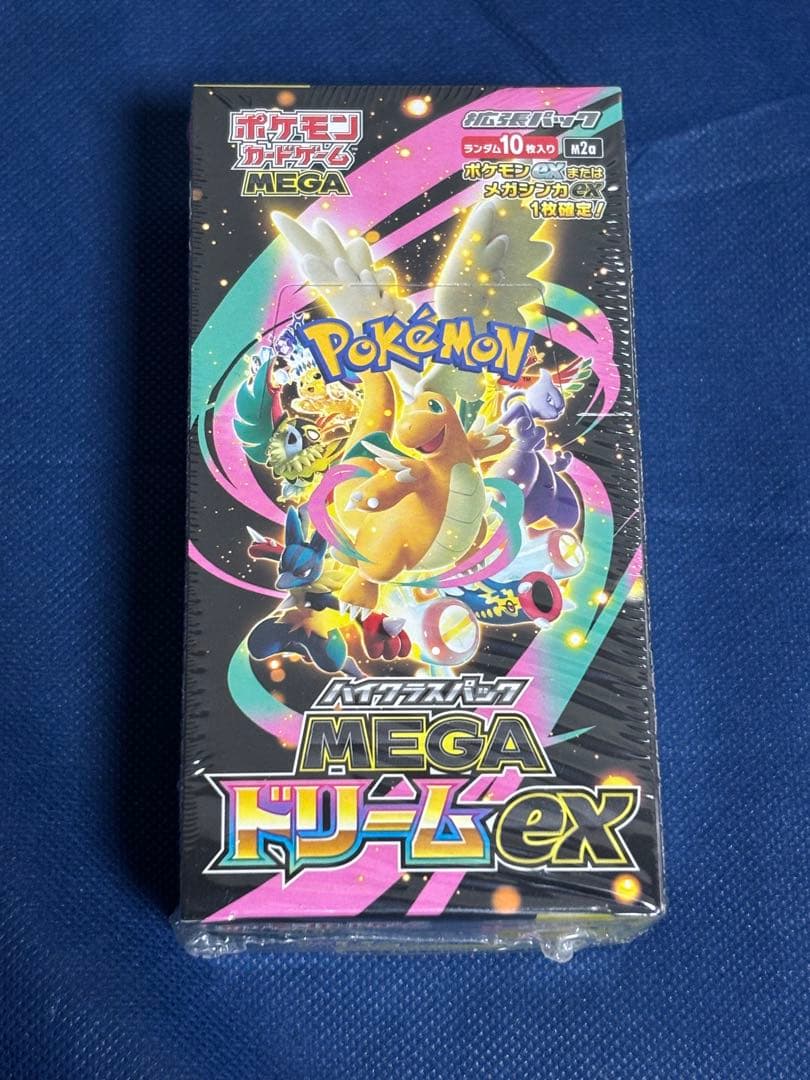 ポケモン
カードゲーム
MEGA
拡張パック
ランダム10枚入り M2a
ポケモンexまたは
メガシンカex
1枚確定!
POKÉMON
TM
ハイクラスパック
MEGA
ドリームex